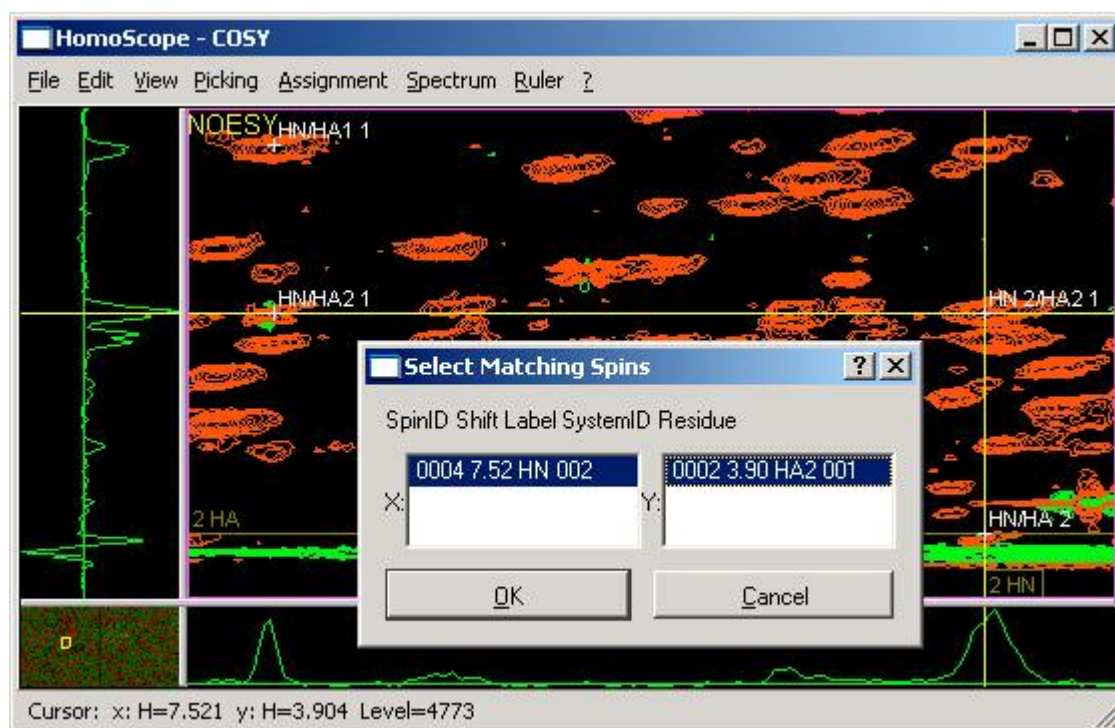 HomoScope - COSY
File Edit View Picking Assignment Spectrum Ruler ?
NOESY
HN/HA1 1
HN/HA2 1
HN 2/HA2 1
Select Matching Spins
SpinID Shift Label SystemID Residue
X:
0004 7.52 HN 002
Y:
0002 3.90 HA2 001
2 HA
HN/HA 2
OK
Cancel
2 HN
Cursor: x: H=7.521 y: H=3.904 Level=4773